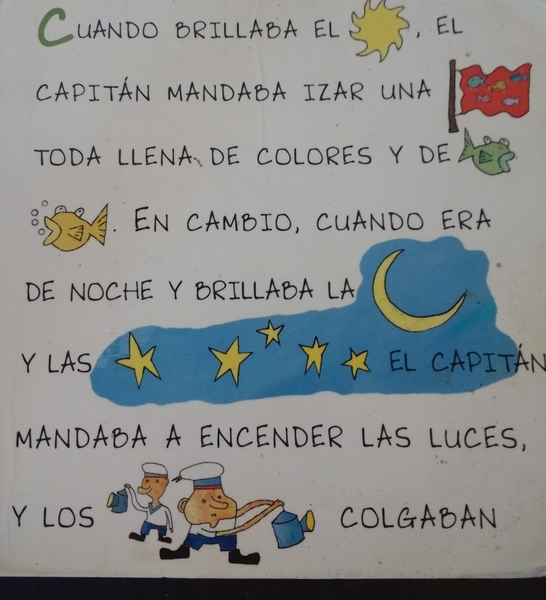 CUANDO BRILLABA EL , EL
CAPITÁN MANDABA IZAR UNA
TODA LLENA DE COLORES Y DE
. EN CAMBIO, CUANDO ERA
DE NOCHE Y BRILLABA LA
Y LAS EL CAPITÁN
MANDABA A ENCENDER LAS LUCES,
Y LOS COLGABAN